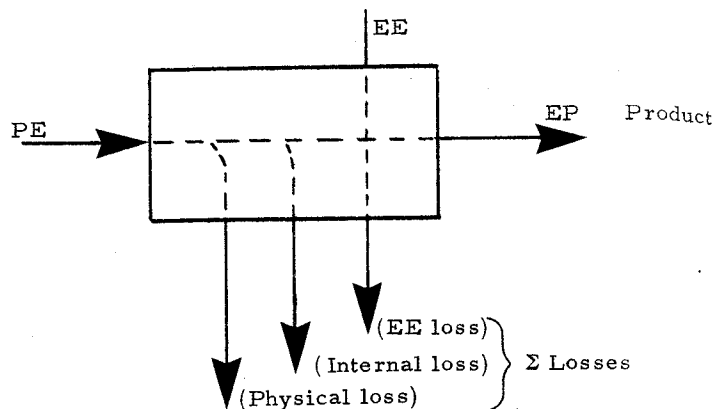 EE
PE
EP Product
(EE loss)
(Internal loss) Σ Losses
(Physical loss)